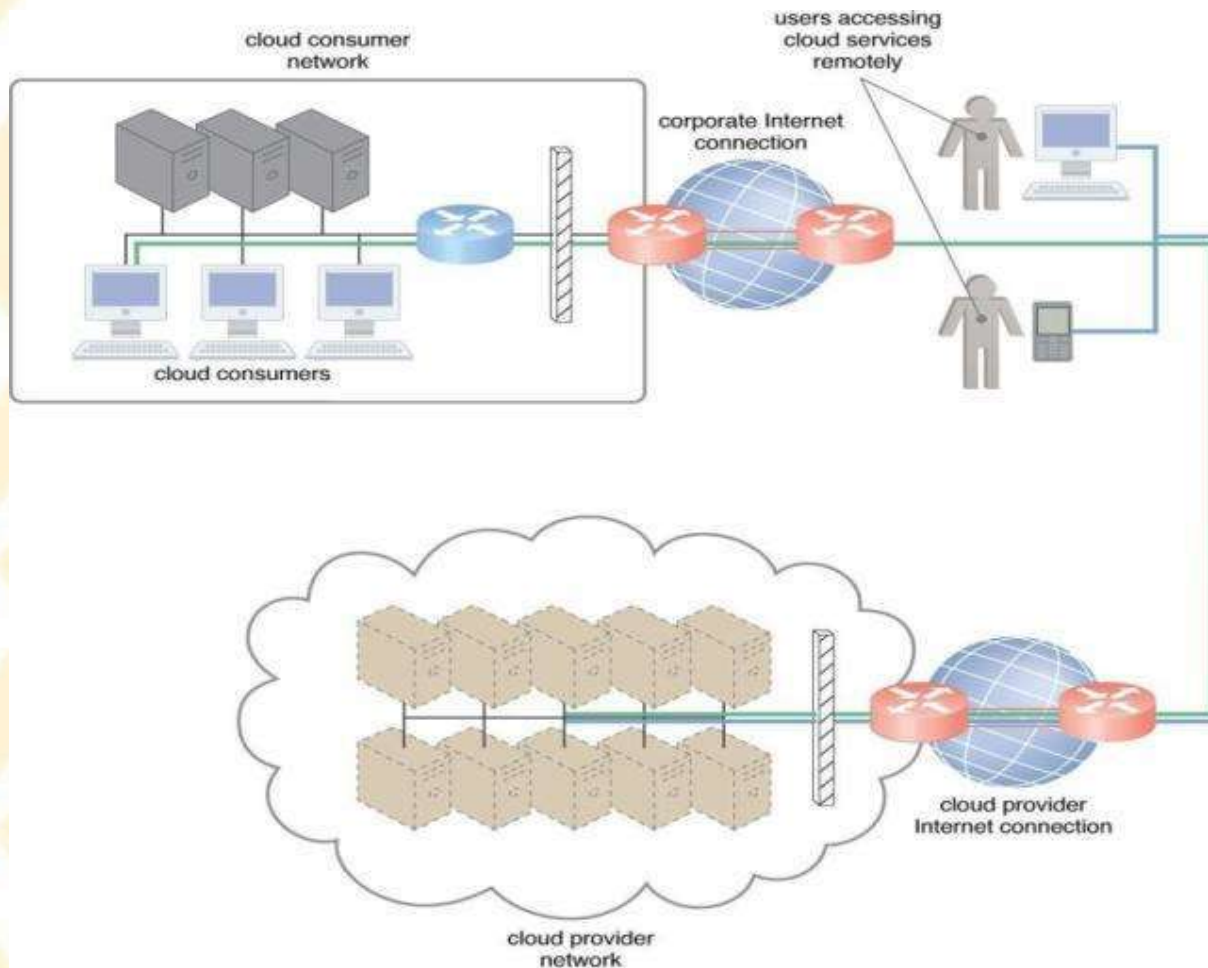 cloud consumer
network
users accessing
cloud services
remotely
corporate Internet
connection
cloud consumers
cloud provider
Internet connection
cloud provider
network